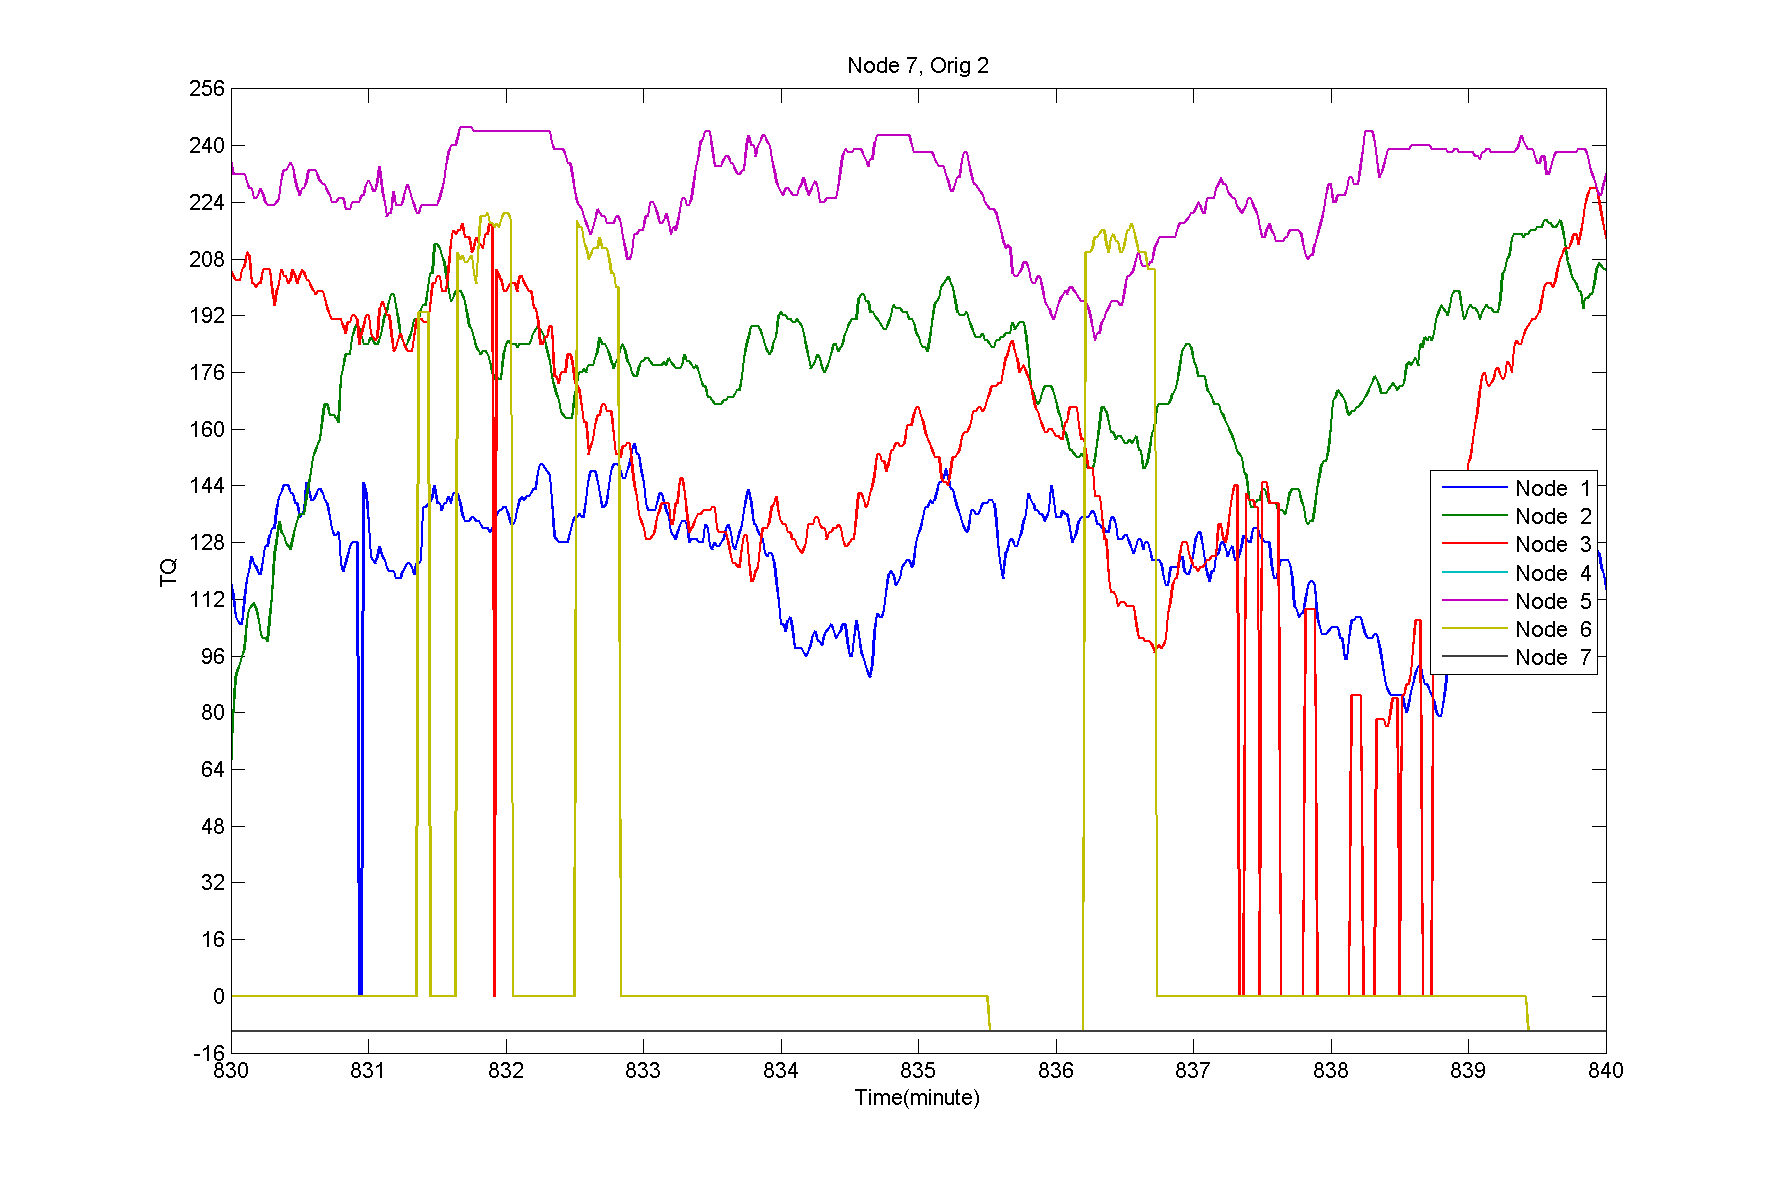 Node 7, Orig 2
256
240
224
208
192
176
160
144
128
112
96
80
64
48
32
16
0
-16
TQ
Node 1
Node 2
Node 3
Node 4
Node 5
Node 6
Node 7
830 831 832 833 834 835 836 837 838 839 840
Time(minute)